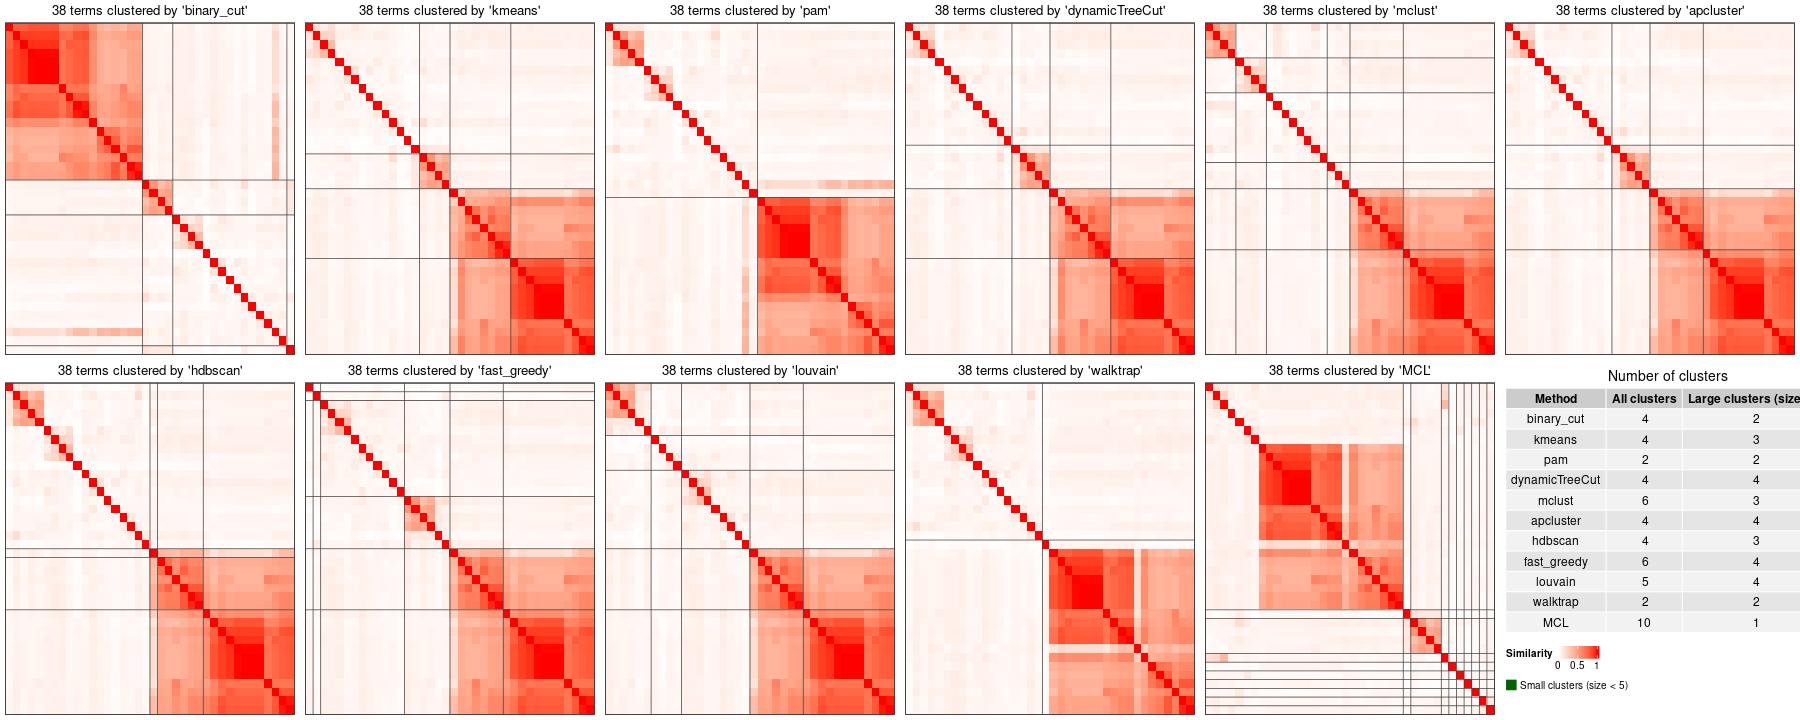 38 terms clustered by 'binary_cut'
38 terms clustered by 'kmeans'
38 terms clustered by 'pam'
38 terms clustered by 'dynamicTreeCut'
38 terms clustered by 'mclust'
38 terms clustered by 'apcluster'
38 terms clustered by 'hdbscan'
38 terms clustered by 'fast_greedy'
38 terms clustered by 'louvain'
38 terms clustered by 'walktrap'
38 terms clustered by 'MCL'
Number of clusters
Method All clusters Large clusters (size
binary_cut 4 2
kmeans 4 3
pam 2 2
dynamicTreeCut 4 4
mclust 6 3
apcluster 4 4
hdbscan 4 3
fast_greedy 6 4
louvain 5 4
walktrap 2 2
MCL 10 1
Similarity
0 0.5 1
Small clusters (size < 5)